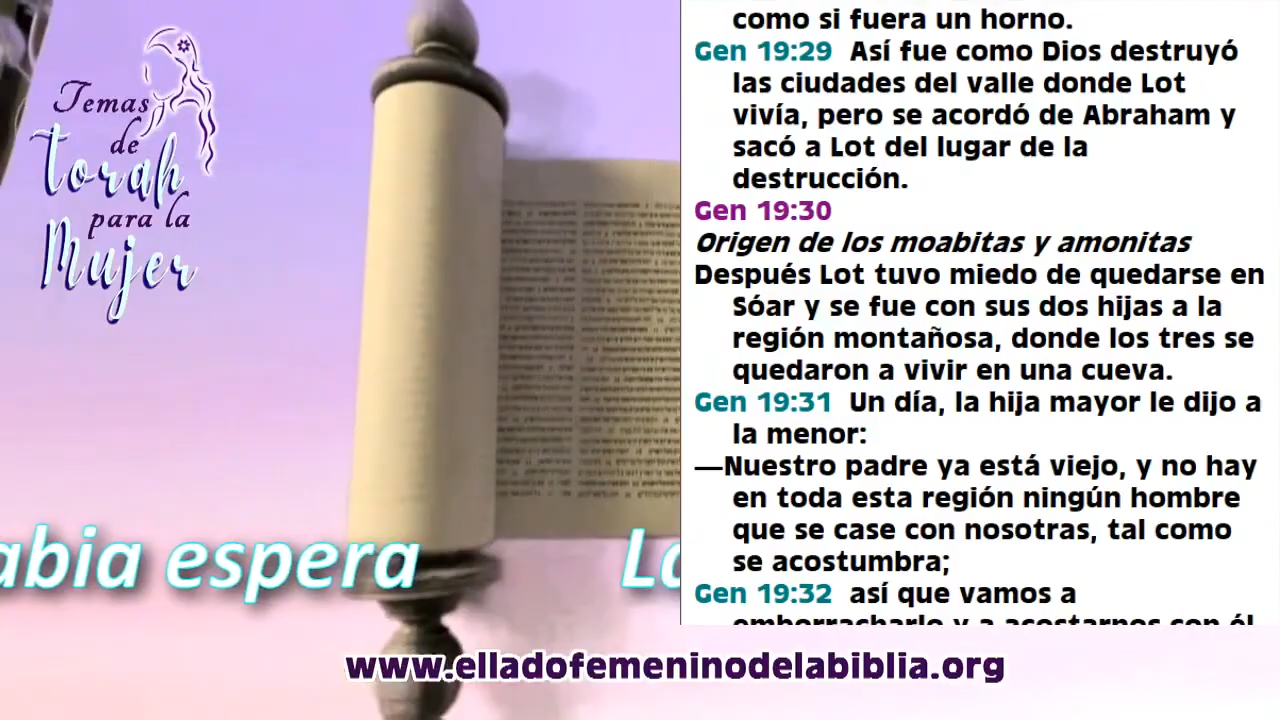 Temas
de
torah
para la
Mujer
como si fuera un horno.
Gen 19:29 Así fue como Dios destruyó
las ciudades del valle donde Lot
vivía, pero se acordó de Abraham y
sacó a Lot del lugar de la
destrucción.
Gen 19:30
Origen de los moabitas y amonitas
Después Lot tuvo miedo de quedarse en
Sóar y se fue con sus dos hijas a la
región montañosa, donde los tres se
quedaron a vivir en una cueva.
Gen 19:31 Un día, la hija mayor le dijo a
la menor:
—Nuestro padre ya está viejo, y no hay
en toda esta región ningún hombre
que se case con nosotras, tal como
se acostumbra;
Gen 19:32 así que vamos a
emborracharlo y a acostarnos con él
abia espera La
www.elladofemeninodelabiblia.org